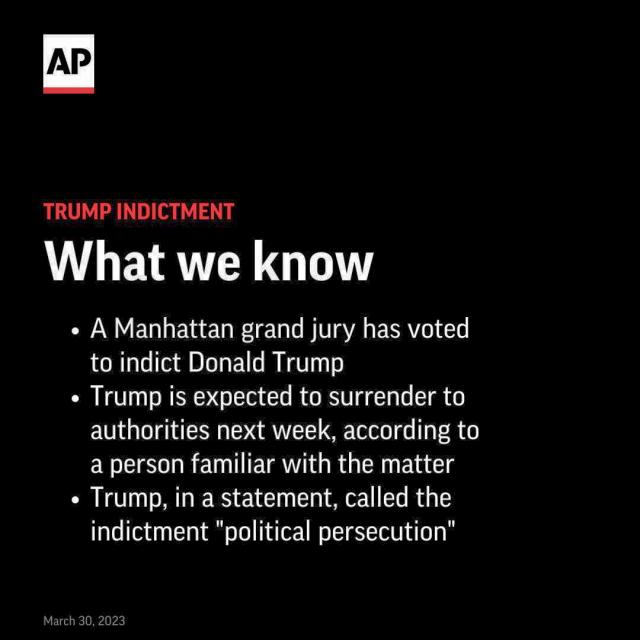 AP
TRUMP INDICTMENT
What we know
• A Manhattan grand jury has voted
to indict Donald Trump
• Trump is expected to surrender to
authorities next week, according to
a person familiar with the matter
• Trump, in a statement, called the
indictment "political persecution"
March 30, 2023